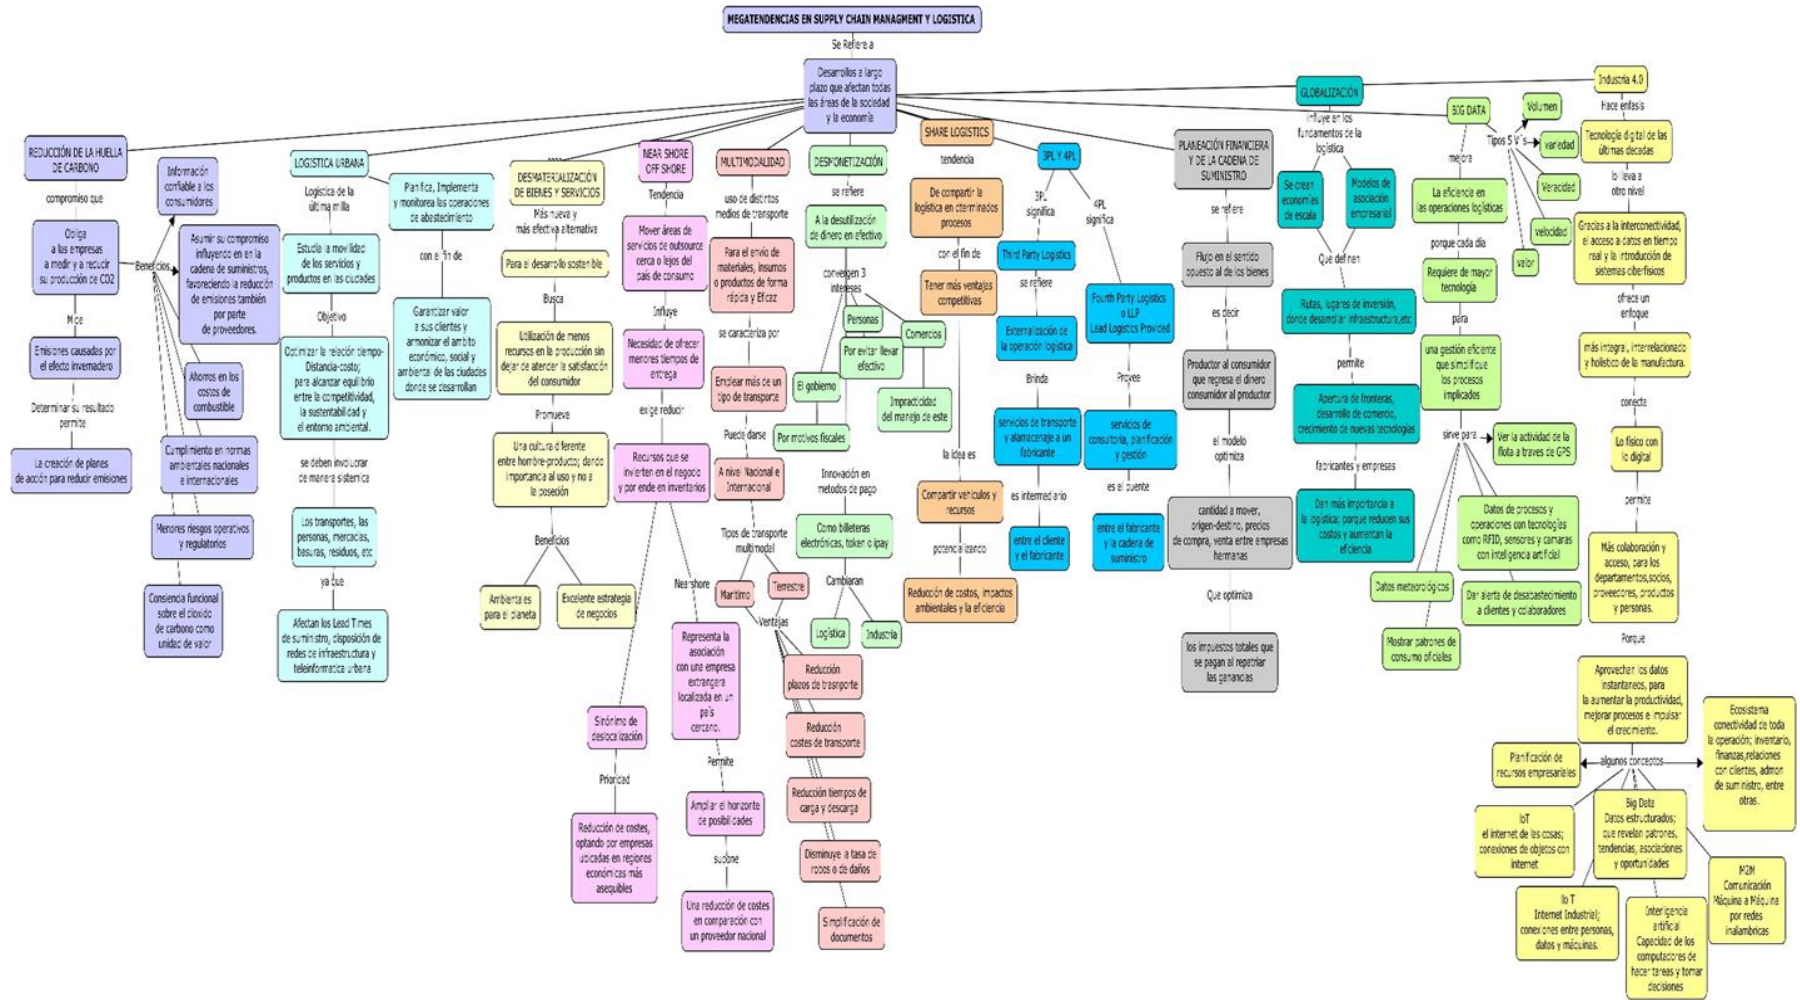 MEGATENDENCIAS EN SUPPLY CHAIN MANAGMENT Y LOGISTICA
Se Refiere a
Desarrollos a largo
plazo que afectan todas
las áreas de la sociedad
y la economía
REDUCCIÓN DE LA HUELLA
DE CARBONO
compromiso que
Obliga
a las empresas
a medir y a reducir
su producción de CO2
Mide
Emisiones causadas por
el efecto invernadero
Determinar su resultado
permite
La creación de planes
de acción para reducir emisiones
Beneficios
Información
confiable a los
consumidores
Asumir su compromiso
influyendo en en la
cadena de suministros,
favoreciendo la reducción
de emisiones también
por parte
de proveedores.
Ahorros en los
costos de
combustible
Cumplimiento en normas
ambientales nacionales
e internacionales
Menores riesgos operativos
y regulatorios
Consiencia funcional
sobre el dioxido
de carbono como
unidad de valor
LOGISTICA URBANA
Logística de la
última milla
Estudia la movilidad
de los servicios y
productos en las ciudades
Objetivo
Optimizar la relación tiempo-
Distancia-costo;
para alcanzar equilibrio
entre la competitividad,
la sustentabilidad y
el entorno ambiental.
se deben involucrar
de manera sistemica
Los transportes, las
personas, mercacias,
basuras, residuos, etc
ya que
Afectan los Lead Times
de suministro, disposición de
redes de infraestructura y
teleinformatica urbana
Planifica, Implementa
y monitorea las operaciones
de abastecimiento
con el fin de
Garantizar valor
a sus clientes y
armonizar el ambito
económico, social y
ambiental de las ciudades
donde se desarrollan
DESMATERIALIZACIÓN
DE BIENES Y SERVICIOS
Más nueva y
más efectiva alternativa
Para el desarrollo sostenible
Busca
Utilización de menos
recursos en la producción sin
dejar de atender la satisfacción
del consumidor
Promueve
Una cultura diferente
entre hombre-producto; dando
importancia al uso y no a
la posesión
Beneficios
Ambientales
para el planeta
Excelente estrategia
de negocios
NEAR SHORE
OFF SHORE
Tendencia
Mover áreas de
servicios de outsource
cerca o lejos del
país de consumo
Influye
Necesidad de ofrecer
menores tiempos de
entrega
exige reducir
Recursos que se
invierten en el negocio
y por ende en inventarios
Sinónimo de
deslocalización
Prioridad
Reducción de costes,
optando por empresas
ubicadas en regiones
económicas más
asequibles
Nearshore
Representa la
asociación
con una empresa
extrangera
localizada en un
país
cercano.
Permite
Ampliar el horizonte
de posibilidades
supone
Una reducción de costes
en comparación con
un proveedor nacional
MULTIMODALIDAD
uso de distintos
medios de transporte
Para el envio de
materiales, insumos
o productos de forma
rápida y Eficaz
se caracteriza por
Emplear más de un
tipo de transporte
Puede darse
A nivel Nacional e
Internacional
Tipos de transporte
multimodal
Marítimo
Terrestre
Ventajas
Reducción
plazos de trasnporte
Reducción
costes de transporte
Reducción tiempos de
carga y descarga
Disminuye la tasa de
robos o de daños
Simplificación de
documentos
DESMONETIZACIÓN
se refiere
A la desutilización
de dinero en efectivo
convergen 3
intereses
Personas
Por evitar llevar
efectivo
Comercios
Impracticidad
del manejo de este
El gobierno
Por motivos fiscales
Innovación en
metodos de pago
Como billeteras
electrónicas, token o ipay
Cambiaran
Logística
Industria
SHARE LOGISTICS
tendencia
De compartir la
logística en cterminados
procesos
con el fin de
Tener más ventajas
competitivas
la idea es
Compartir vehiculos y
recursos
potencializando
Reducción de costos, impactos
ambientales y la eficiencia
3PL Y 4PL
3PL
significa
Third Party Logistics
se refiere
Externalización de
la operación logística
Brinda
servicios de transporte
y alamacenaje a un
fabricante
es intermediario
entre el cliente
y el fabricante
4PL
significa
Fourth Party Logistics
o LLP
Lead Logistics Provided
Provee
servicios de
consultoria, planificación
y gestión
es el puente
entre el fabricante
y la cadena de
suministro
PLANEACIÓN FINANCIERA
Y DE LA CADENA DE
SUMINISTRO
se refiere
Flujo en el sentido
opuesto al de los bienes
es decir
Productor al consumidor
que regresa el dinero
consumidor al productor
el modelo
optimiza
cantidad a mover,
origen-destino, precios
de compra, venta entre empresas
hermanas
Que optimiza
los impuestos totales que
se pagan al repatriar
las ganancias
GLOBALIZACIÓN
influye en los
fundamentos de la
logística
Se crean
economías
de escala
Modelos de
asociación
empresarial
Que definen
Rutas, lugares de inversión,
donde desarrollar infraestructura,etc
permite
Apertura de fronteras,
desarrollo de comercio,
crecimiento de nuevas tecnologías
fabricantes y empresas
Dan más importancia a
la logística; porque reducen sus
costos y aumentan la
eficiencia
BIG DATA
Tipos 5 V´s
Volumen
variedad
Veracidad
velocidad
valor
mejora
La eficiencia en
las operaciones logísticas
porque cada día
Requiere de mayor
tecnología
para
una gestión eficiente
que simplifique
los procesos
implicados
sirve para
Ver la actividad de la
flota a traves de GPS
Datos de procesos y
operaciones con tecnologías
como RFID, sensores y camaras
con inteligencia artificial
Datos meteorológicos
Dar alerta de desabastecimiento
a clientes y colaboradores
Mostrar patrones de
consumo oficiales
Industria 4.0
Hace enfasis
Tecnología digital de las
últimas decadas
lo lleva a
otro nivel
Gracias a la interconectividad,
el acceso a datos en tiempo
real y la introducción de
sistemas ciberfisicos
ofrece un
enfoque
más integral, interrelacionado
y holistico de la manufactura.
conecta
Lo físico con
lo digital
permite
Más colaboración y
acceso, para los
departamentos,socios,
proveedores, productos
y personas.
Porque
Aprovechan los datos
instantaneos, para
la aumentar la productividad,
mejorar procesos e impulsar
el crecimiento.
algunos conceptos
Planificación de
recursos empresariales
Ecosistema
conectividad de toda
la operación; inventario,
finanzas,relaciones
con clientes, admon
de suministro, entre
otras.
IoT
el internet de las cosas;
conexiones de objetos con
internet
Big Data
Datos estructurados;
que revelan patrones,
tendencias, asociaciones
y oportunidades
M2M
Comunicación
Máquina a Máquina
por redes
inalambricas
IoT
Internet Industrial;
conexiones entre personas,
datos y máquinas.
Inteligencia
artificial
Capacidad de los
computadores de
hacer tareas y tomar
decisiones